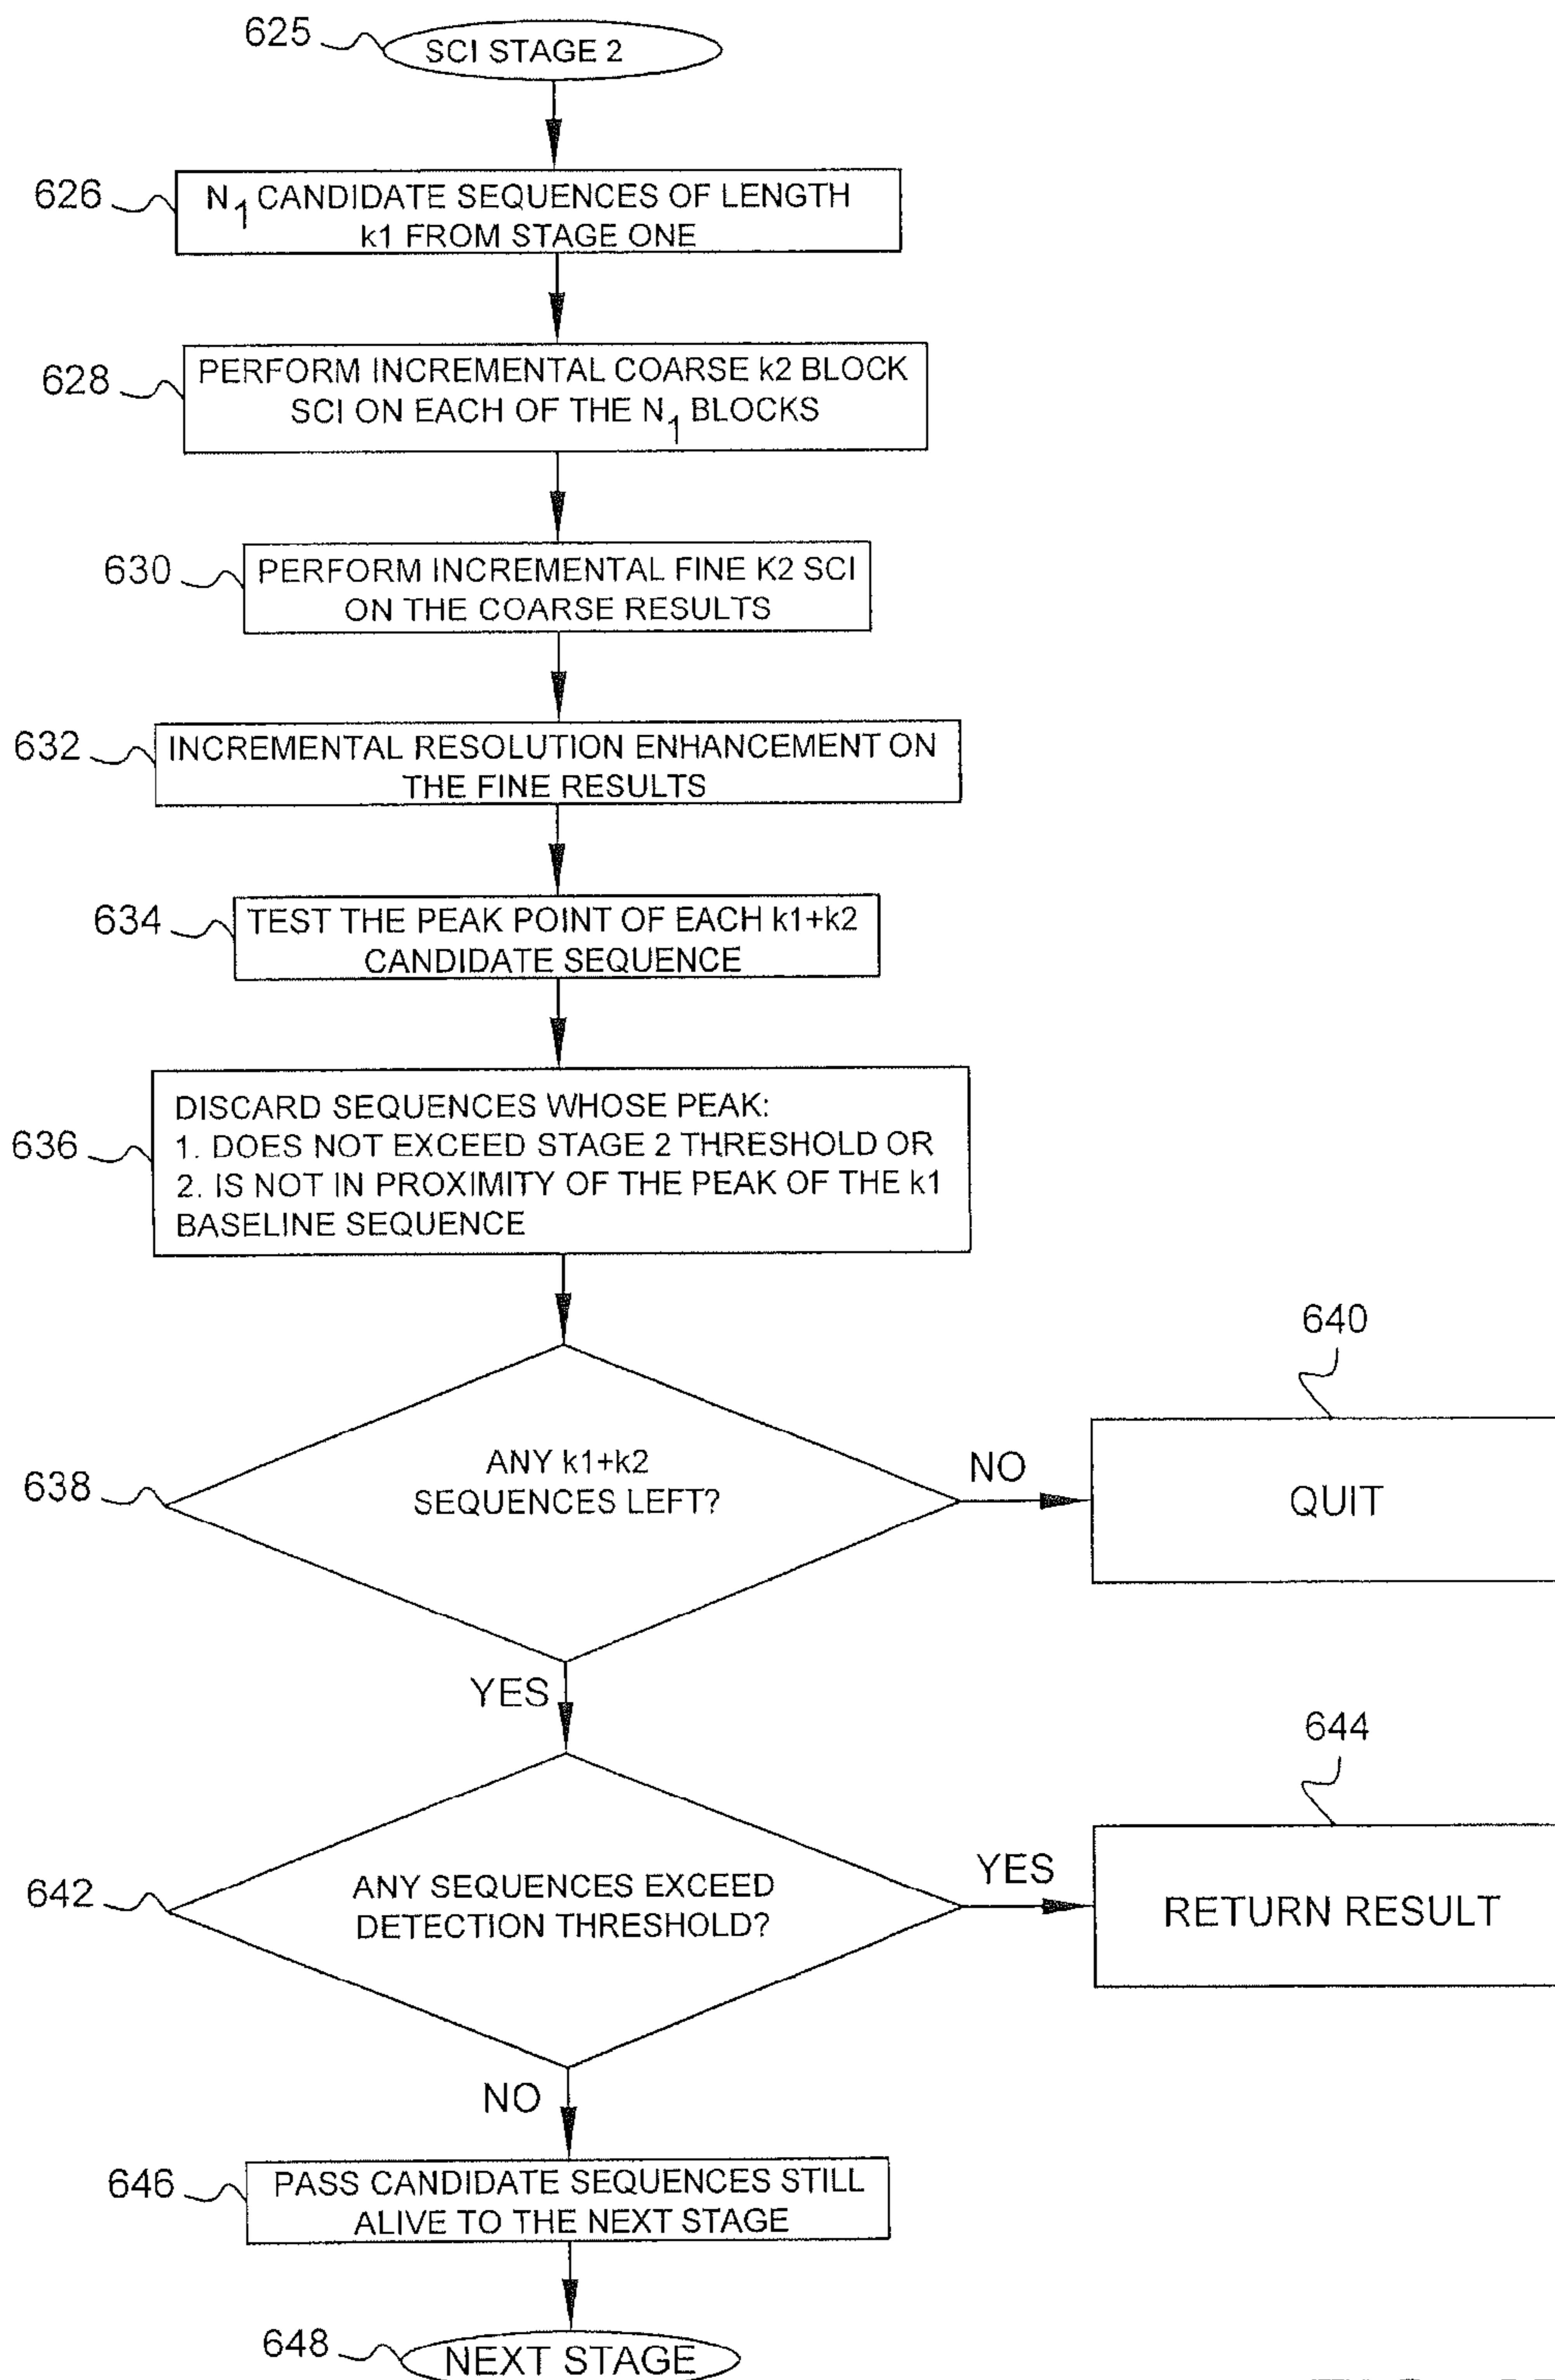 625
SCI STAGE 2
626
N1 CANDIDATE SEQUENCES OF LENGTH
k1 FROM STAGE ONE
628
PERFORM INCREMENTAL COARSE k2 BLOCK
SCI ON EACH OF THE N1 BLOCKS
630
PERFORM INCREMENTAL FINE K2 SCI
ON THE COARSE RESULTS
632
INCREMENTAL RESOLUTION ENHANCEMENT ON
THE FINE RESULTS
634
TEST THE PEAK POINT OF EACH k1+k2
CANDIDATE SEQUENCE
636
DISCARD SEQUENCES WHOSE PEAK:
1. DOES NOT EXCEED STAGE 2 THRESHOLD OR
2. IS NOT IN PROXIMITY OF THE PEAK OF THE k1
BASELINE SEQUENCE
638
ANY k1+k2
SEQUENCES LEFT?
NO
640
QUIT
YES
642
ANY SEQUENCES EXCEED
DETECTION THRESHOLD?
YES
644
RETURN RESULT
NO
646
PASS CANDIDATE SEQUENCES STILL
ALIVE TO THE NEXT STAGE
648
NEXT STAGE